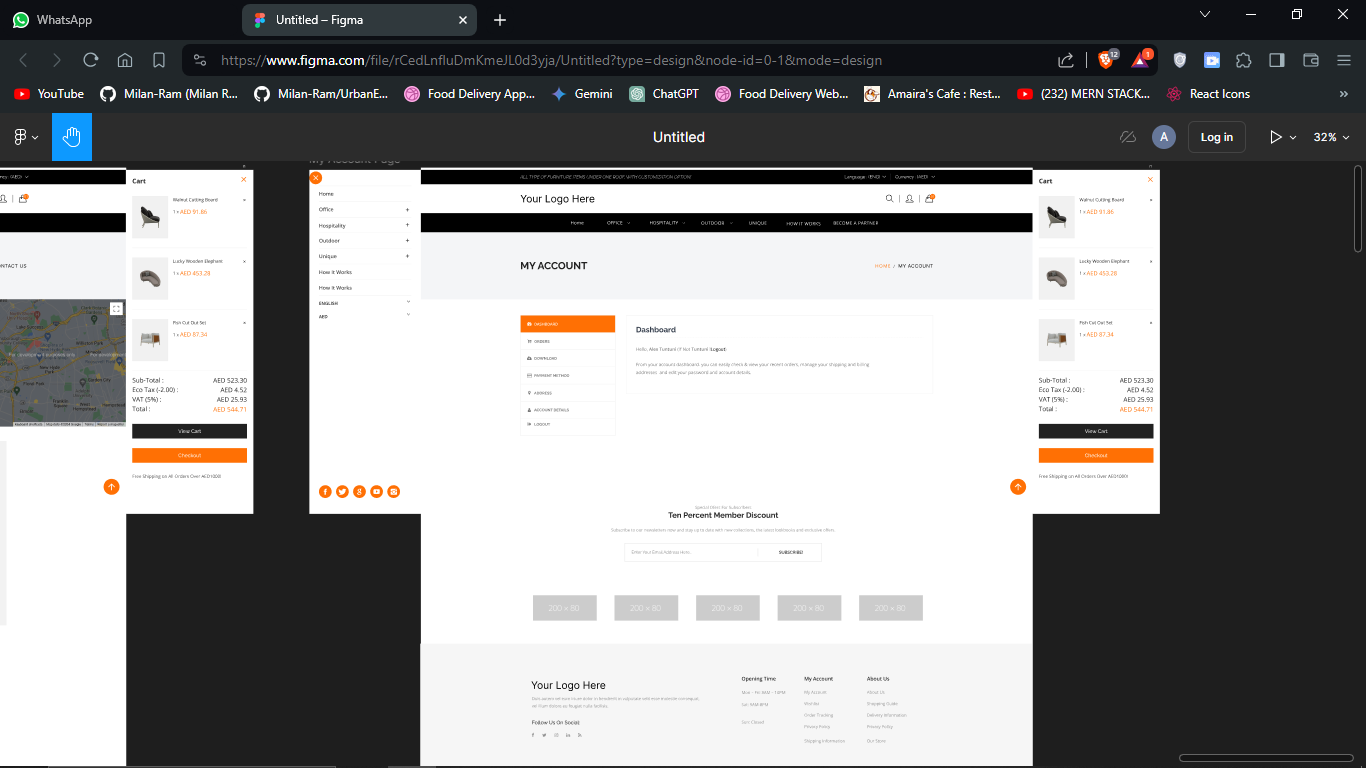 WhatsApp
Untitled – Figma
https://www.figma.com/file/rCedLnfluDmKmeJL0d3yja/Untitled?type=design&node-id=0-1&mode=design
12
1
YouTube
Milan-Ram (Milan R...
Milan-Ram/UrbanE...
Food Delivery App...
Gemini
ChatGPT
Food Delivery Web...
Amaira's Cafe : Rest...
(232) MERN STACK...
React Icons
Untitled
A
Log in
32%
(AED)
ONTACT US
Cart
Walnut Cutting Board
1 x AED 91.86
Lucky Wooden Elephant
1 x AED 453.28
Fish Cut Out Set
1 x AED 87.34
Sub-Total : AED 523.30
Eco Tax (-2.00) : AED 4.52
VAT (5%) : AED 25.93
Total : AED 544.71
View Cart
Checkout
Free Shipping on All Orders Over AED1000!
My Account Page
Home
Office +
Hospitality +
Outdoor +
Unique +
How It Works
How It Works
ENGLISH
AED
ALL TYPE OF FURNITURE ITEMS UNDER ONE ROOF, WITH CUSTOMIZATION OPTION!
Language (ENG)
Currency (AED)
Your Logo Here
Home
OFFICE
HOSPITALITY
OUTDOOR
UNIQUE
HOW IT WORKS
BECOME A PARTNER
MY ACCOUNT
HOME / MY ACCOUNT
DASHBOARD
ORDERS
DOWNLOAD
PAYMENT METHOD
ADDRESS
ACCOUNT DETAILS
LOGOUT
Dashboard
Hello, Alex Tuntuni (If Not Tuntuni !Logout)
From your account dashboard. you can easily check & view your recent orders, manage your shipping and billing
addresses and edit your password and account details.
Cart
Walnut Cutting Board
1 x AED 91.86
Lucky Wooden Elephant
1 x AED 453.28
Fish Cut Out Set
1 x AED 87.34
Sub-Total : AED 523.30
Eco Tax (-2.00) : AED 4.52
VAT (5%) : AED 25.93
Total : AED 544.71
View Cart
Checkout
Free Shipping on All Orders Over AED1000!
Special Offers For Subscribers
Ten Percent Member Discount
Subscribe to our newsletters now and stay up to date with new collections, the latest lookbooks and exclusive offers.
Enter Your Email Address Here.
SUBSCRIBE!
200 x 80
200 x 80
200 x 80
200 x 80
200 x 80
Your Logo Here
Follow Us On Social:
Opening Time
Mon – Fri: 8AM – 10PM
Sat: 9AM-8PM
Sun: Closed
My Account
My Account
Wishlist
Order Tracking
Privacy Policy
Shipping Information
About Us
About Us
Shopping Guide
Delivery Information
Privacy Policy
Our Store